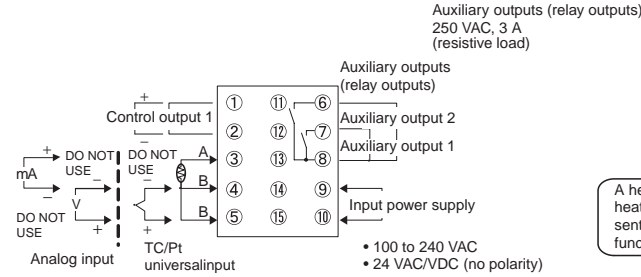 Auxiliary outputs (relay outputs)
250 VAC, 3 A
(resistive load)
Auxiliary outputs
(relay outputs)
+
Control output 1
−
1 11 6
2 12 7
3 13 8
4 14 9
5 15 10
Auxiliary output 2
Auxiliary output 1
Input power supply
• 100 to 240 VAC
• 24 VAC/VDC (no polarity)
+
mA
−
DO NOT
USE
−
V
+
DO NOT
USE
Analog input
DO NOT
USE
−
+
A
B
B
TC/Pt
universalinput
A he
heat
sent
func